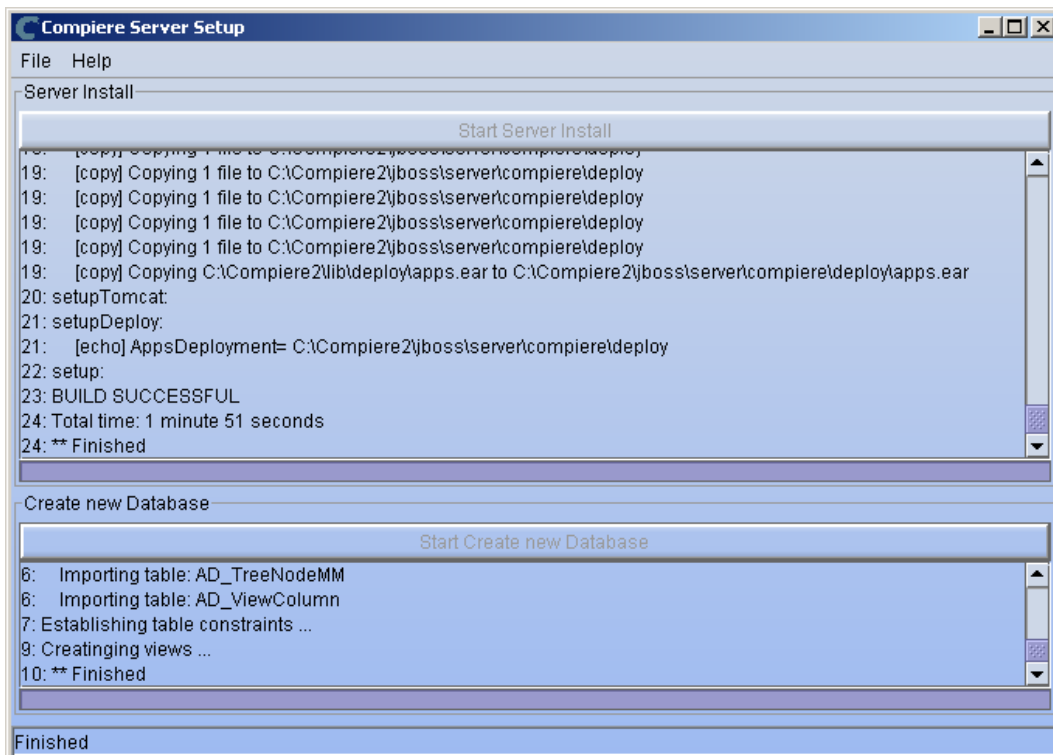 Compiere Server Setup
File Help
Server Install
Start Server Install
19: [copy] Copying 1 file to C:\Compiere2\jboss\server\compiere\deploy
19: [copy] Copying 1 file to C:\Compiere2\jboss\server\compiere\deploy
19: [copy] Copying 1 file to C:\Compiere2\jboss\server\compiere\deploy
19: [copy] Copying 1 file to C:\Compiere2\jboss\server\compiere\deploy
19: [copy] Copying C:\Compiere2\lib\deploy\apps.ear to C:\Compiere2\jboss\server\compiere\deploy\apps.ear
20: setupTomcat:
21: setupDeploy:
21: [echo] AppsDeployment= C:\Compiere2\jboss\server\compiere\deploy
22: setup:
23: BUILD SUCCESSFUL
24: Total time: 1 minute 51 seconds
24: ** Finished
Create new Database
Start Create new Database
6: Importing table: AD_TreeNodeMM
6: Importing table: AD_ViewColumn
7: Establishing table constraints ...
9: Creatinging views ...
10: ** Finished
Finished